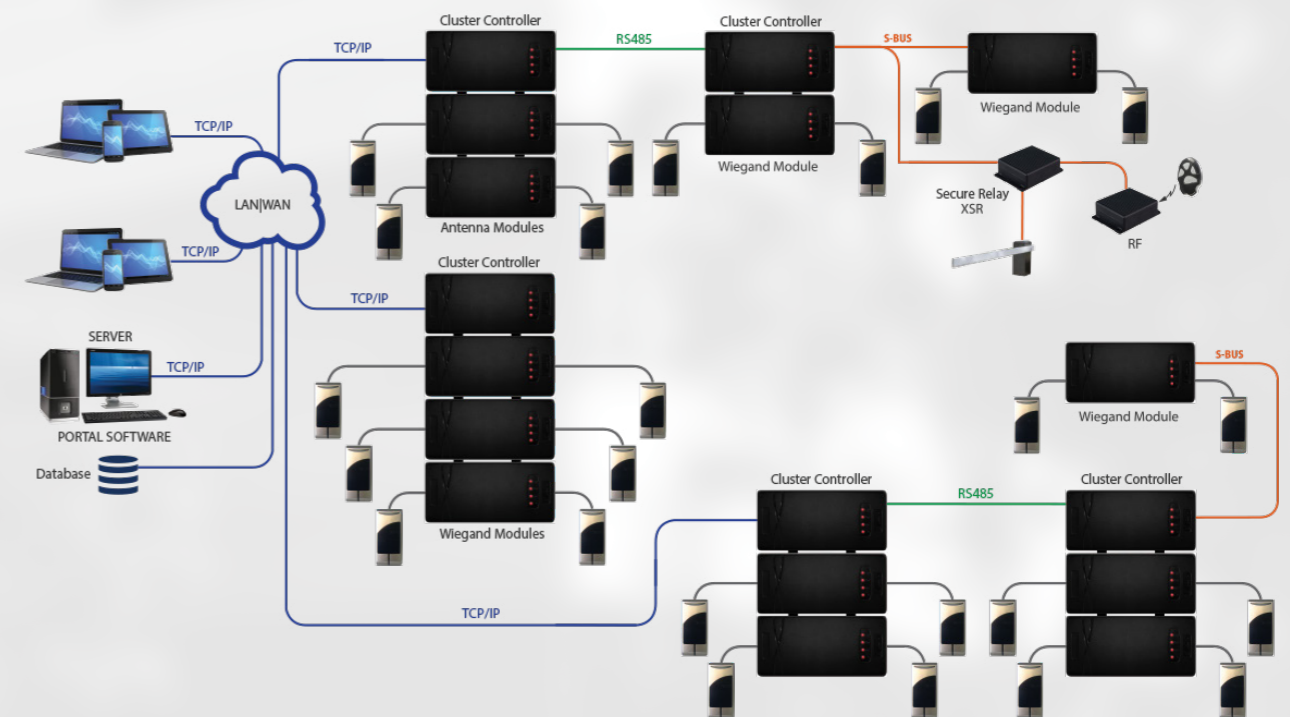 Cluster Controller
Cluster Controller
TCP/IP
RS485
S-BUS
Wiegand Module
TCP/IP
Wiegand Module
LAN|WAN
Secure Relay
XSR
Antenna Modules
RF
TCP/IP
Cluster Controller
TCP/IP
SERVER
TCP/IP
S-BUS
Wiegand Module
PORTAL SOFTWARE
Database
Cluster Controller
RS485
Cluster Controller
Wiegand Modules
TCP/IP